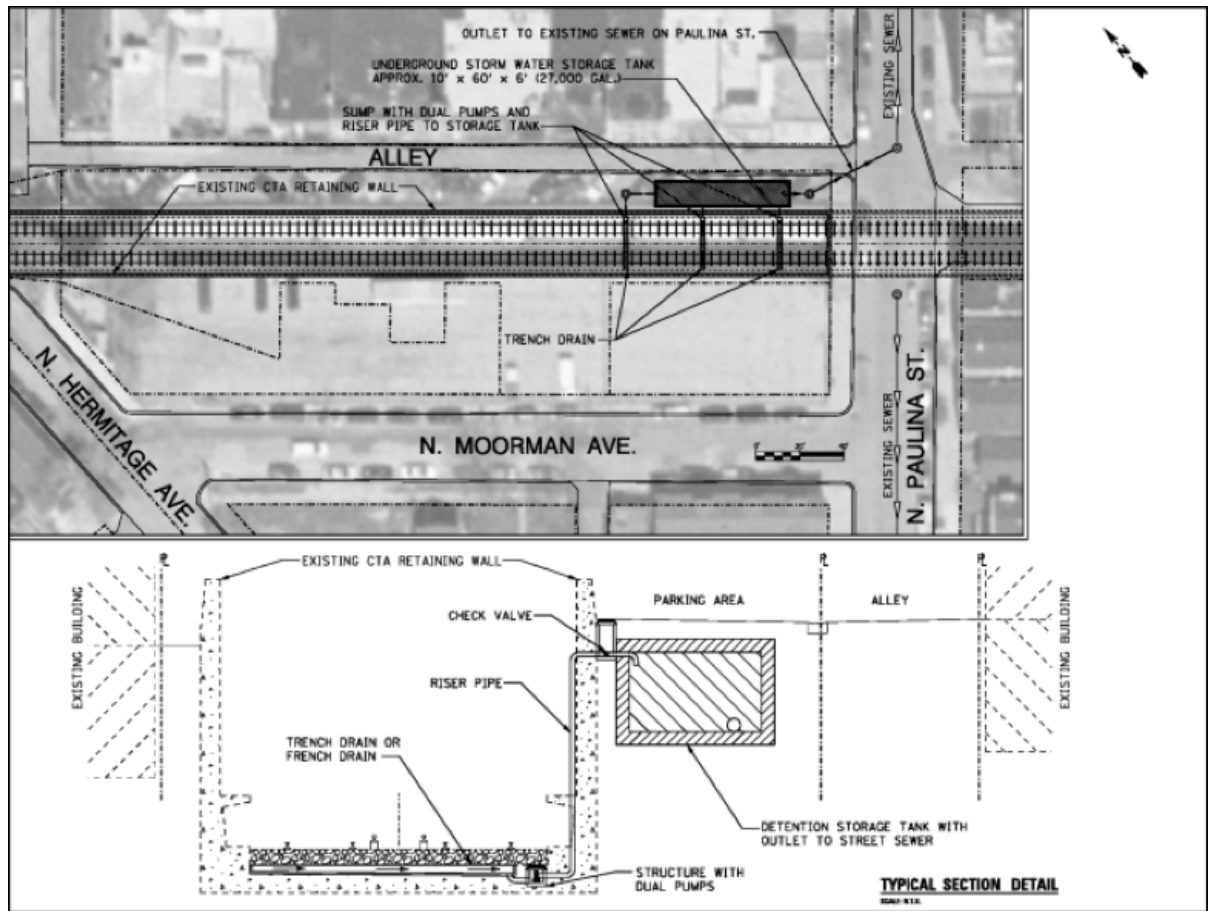 OUTLET TO EXISTING SEWER ON PAULINA ST.
UNDERGROUND STORM WATER STORAGE TANK
APPROX. 10' x 60' x 6' (27,000 GAL.)
SUMP WITH DUAL PUMPS AND
RISER PIPE TO STORAGE TANK
EXISTING SEWER
N
ALLEY
EXISTING CTA RETAINING WALL
TRENCH DRAIN
N. HERMITAGE AVE.
N. MOORMAN AVE.
EXISTING SEWER
N. PAULINA ST.
EXISTING CTA RETAINING WALL
PARKING AREA
ALLEY
CHECK VALVE
EXISTING BUILDING
EXISTING BUILDING
RISER PIPE
TRENCH DRAIN OR
FRENCH DRAIN
DETENTION STORAGE TANK WITH
OUTLET TO STREET SEWER
STRUCTURE WITH
DUAL PUMPS
TYPICAL SECTION DETAIL
SCALE: N.T.S.